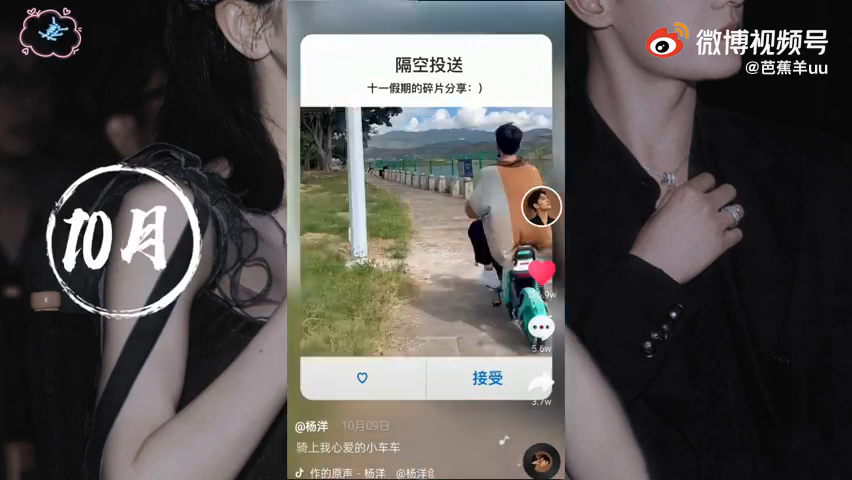 微博视频号
@芭蕉羊uu
隔空投送
十一假期的碎片分享：)
10月
5.6w
接受
3.7w
@杨洋 · 10月09日
骑上我心爱的小车车
作的原声 - 杨洋 @杨洋